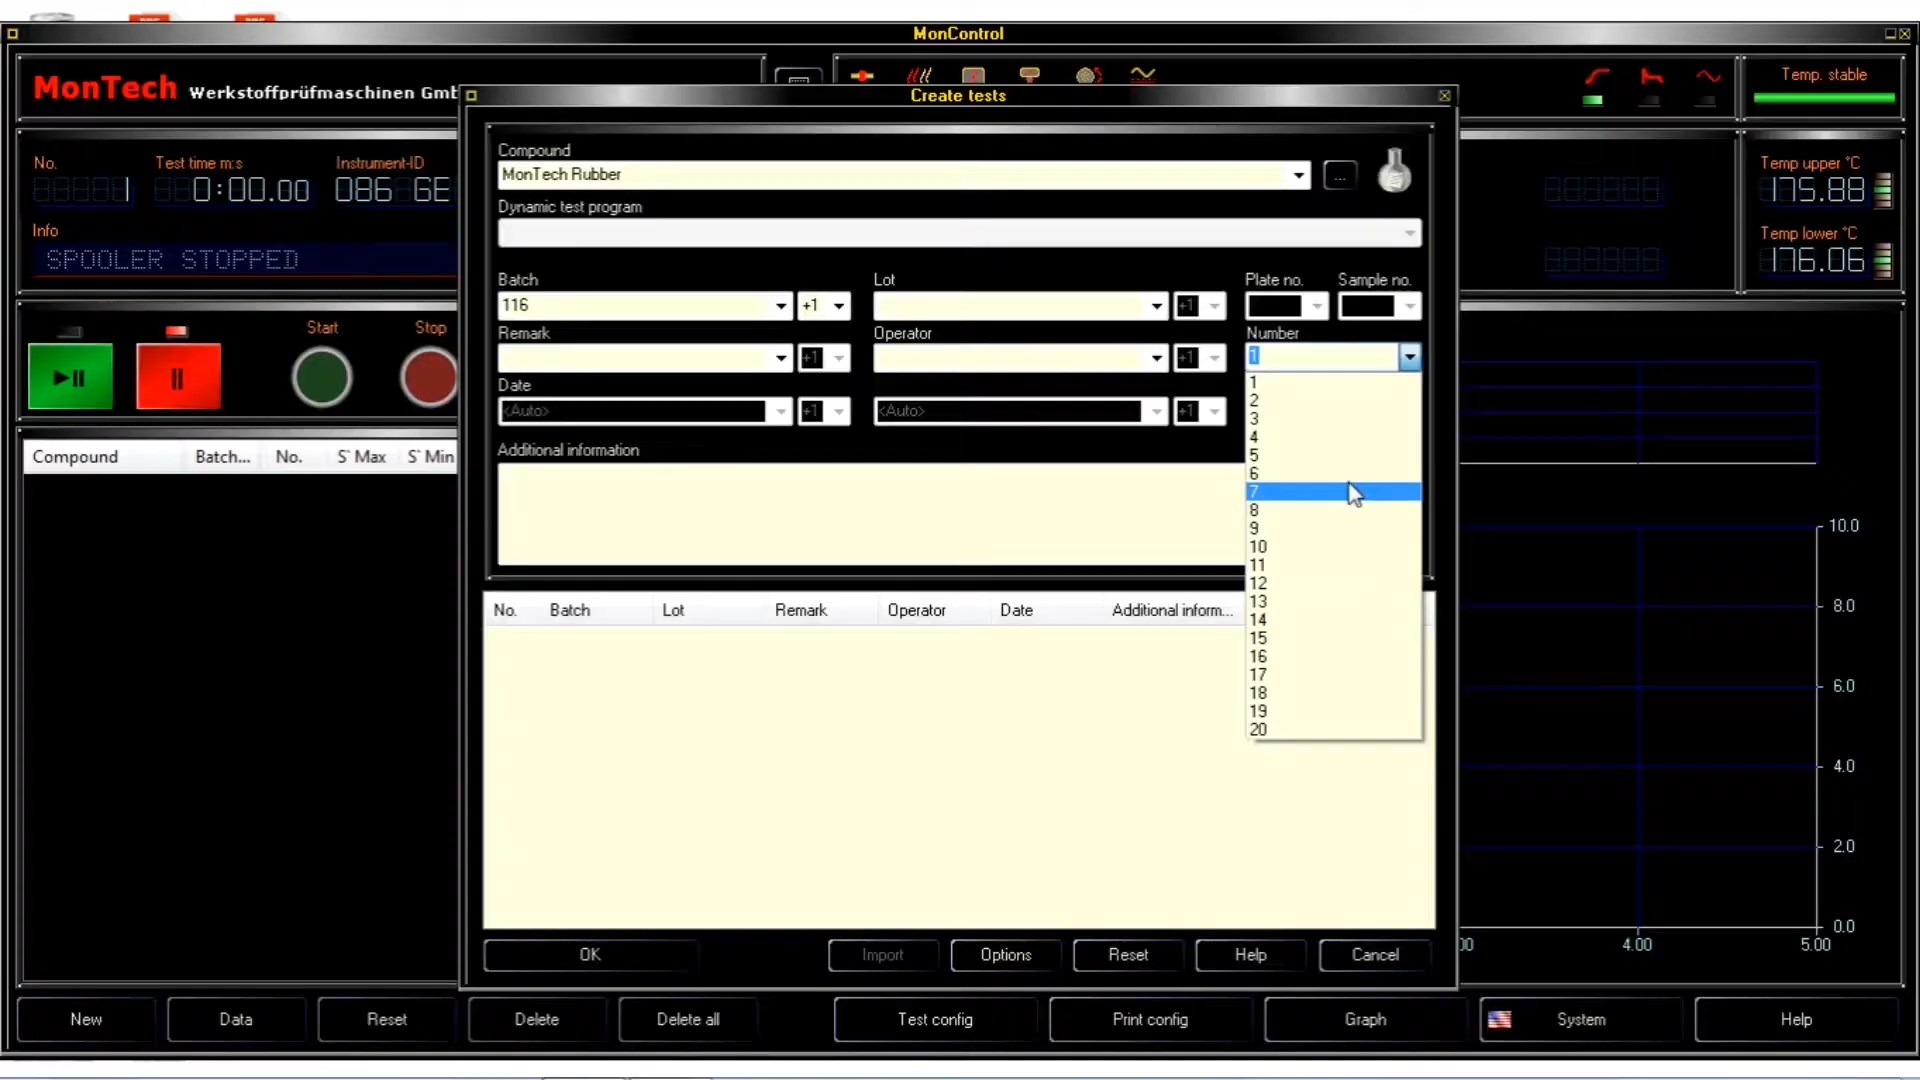 MonControl
MonTech Werkstoffprüfmaschinen Gmb
Create tests
Temp. stable
No.
Test time m:s
Instrument-ID
1
0:00.00
086 GE
Info
SPOOLER STOPPED
Temp upper °C
175.88
Temp lower °C
176.06
Start
Stop
Compound
Batch...
No.
S` Max
S` Min
Compound
MonTech Rubber
...
Dynamic test program
Batch
Lot
Plate no.
Sample no.
116
+1
+1
Remark
Operator
Number
+1
+1
1
Date
<Auto>
+1
<Auto>
+1
Additional information
1
2
3
4
5
6
7
8
9
10
11
12
13
14
15
16
17
18
19
20
No.
Batch
Lot
Remark
Operator
Date
Additional inform...
10.0
8.0
6.0
4.0
2.0
0.0
4.00
5.00
OK
Import
Options
Reset
Help
Cancel
New
Data
Reset
Delete
Delete all
Test config
Print config
Graph
System
Help